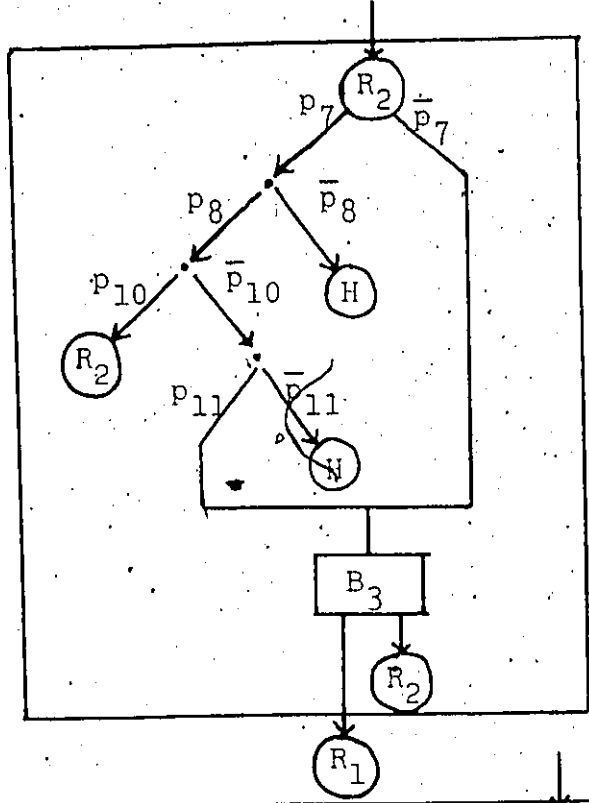 R₂
p₇ p̄₇
p₈ p̄₈
p₁₀ p̄₁₀ H
R₂
p₁₁ p̄₁₁
B₃
R₂
R₁